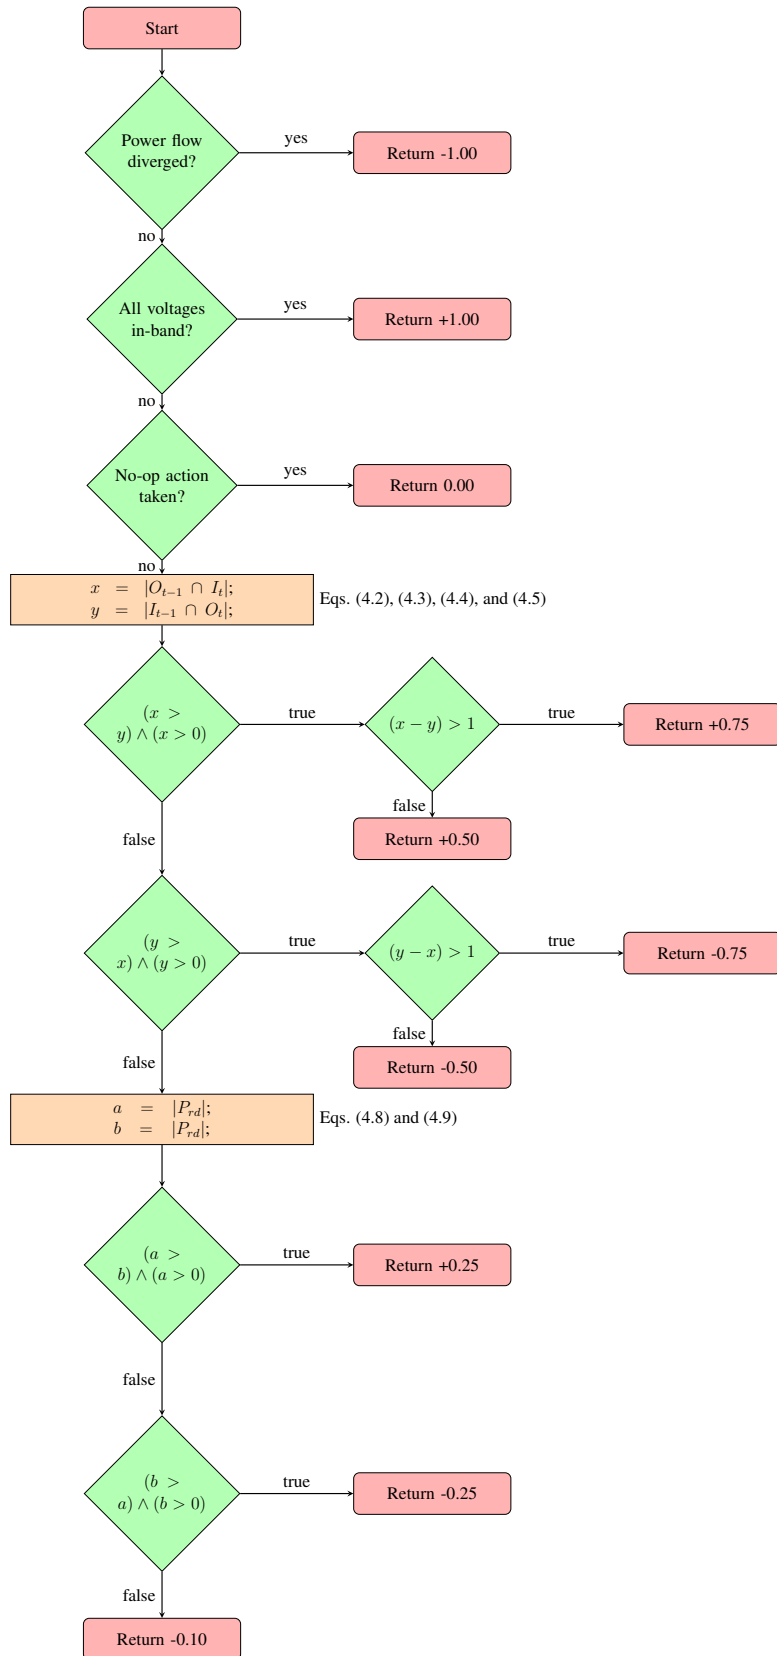 Start
Power flow
diverged?
yes
Return -1.00
no
All voltages
in-band?
yes
Return +1.00
no
No-op action
taken?
yes
Return 0.00
no
x = |O_{t−1} ∩ I_t|;
y = |I_{t−1} ∩ O_t|;
Eqs. (4.2), (4.3), (4.4), and (4.5)
(x >
y) ∧ (x > 0)
true
(x − y) > 1
true
Return +0.75
false
Return +0.50
false
(y >
x) ∧ (y > 0)
true
(y − x) > 1
true
Return -0.75
false
Return -0.50
false
a = |P_{rd}|;
b = |P_{rd}|;
Eqs. (4.8) and (4.9)
(a >
b) ∧ (a > 0)
true
Return +0.25
false
(b >
a) ∧ (b > 0)
true
Return -0.25
false
Return -0.10